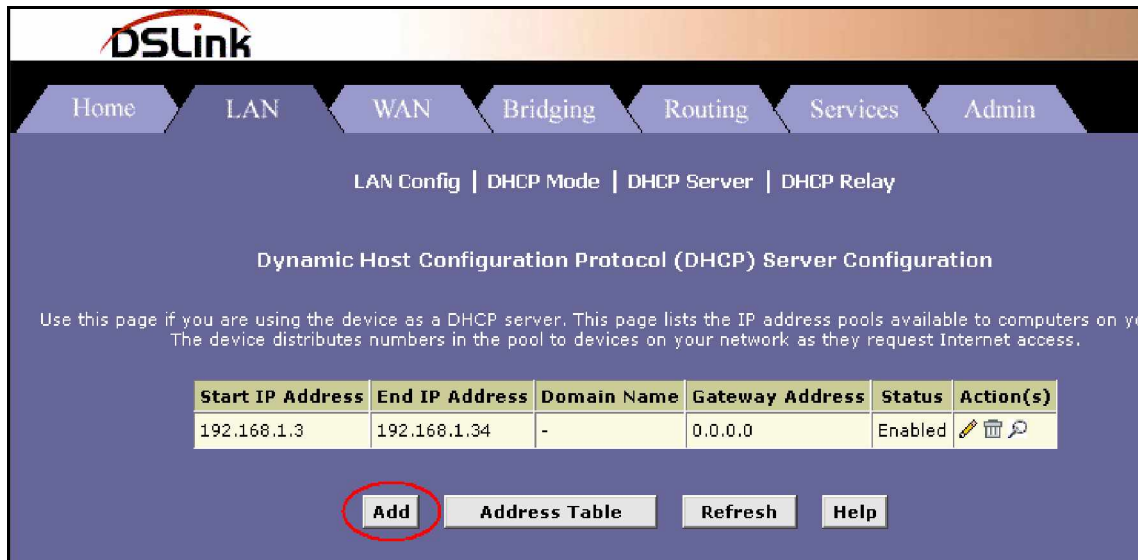 DSLink
Home LAN WAN Bridging Routing Services Admin
LAN Config | DHCP Mode | DHCP Server | DHCP Relay
Dynamic Host Configuration Protocol (DHCP) Server Configuration
Use this page if you are using the device as a DHCP server. This page lists the IP address pools available to computers on
The device distributes numbers in the pool to devices on your network as they request Internet access.
Start IP Address End IP Address Domain Name Gateway Address Status Action(s)
192.168.1.3 192.168.1.34 - 0.0.0.0 Enabled
Add Address Table Refresh Help